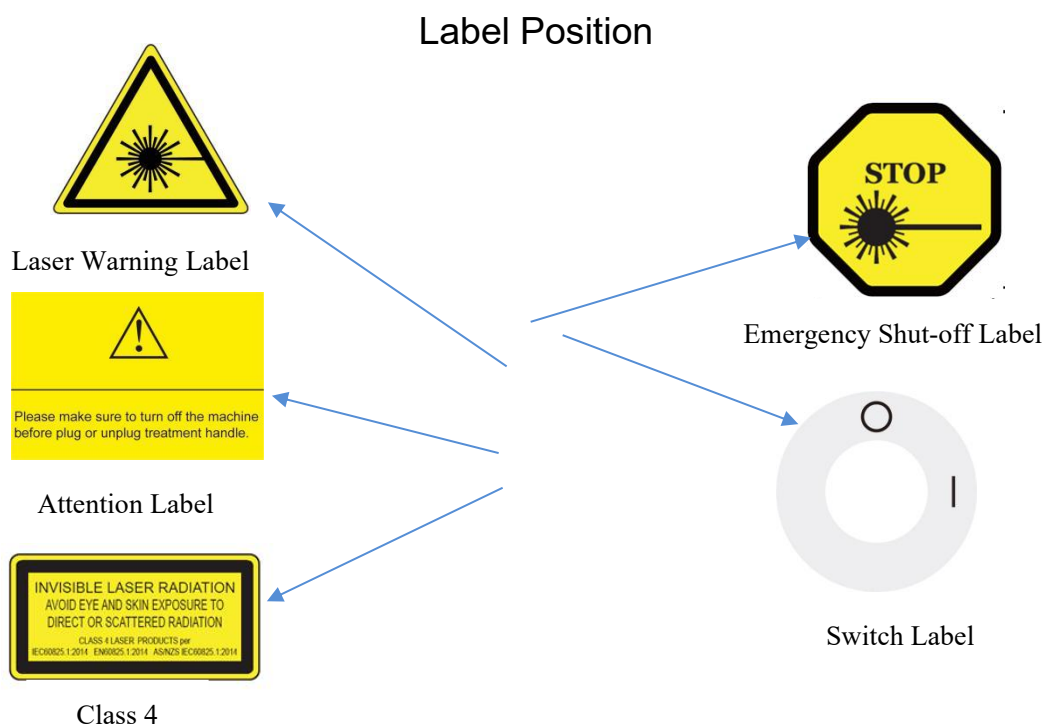 Label Position
Laser Warning Label
Please make sure to turn off the machine
before plug or unplug treatment handle.
Attention Label
INVISIBLE LASER RADIATION
AVOID EYE AND SKIN EXPOSURE TO
DIRECT OR SCATTERED RADIATION
CLASS 4 LASER PRODUCTS per
IEC60825.1:2014 EN60825.1:2014 AS/NZS IEC60825.1:2014
Class 4
STOP
Emergency Shut-off Label
Switch Label